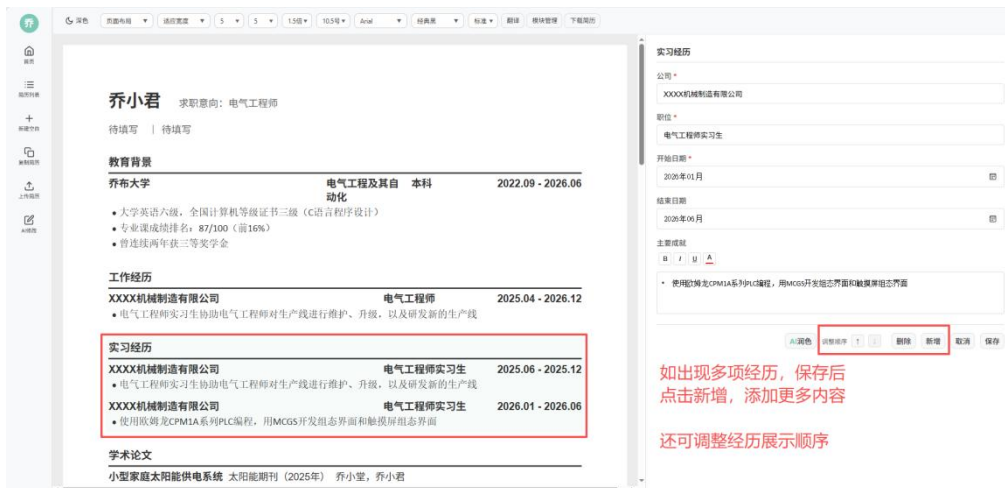 乔
深色 页面布局 适应宽度 5 5 1.5倍 10.5号 Arial 经典黑 标准 翻译 模块管理 下载简历
首页
简历列表
新建空白
复制简历
上传简历
AI修改
乔小君 求职意向：电气工程师
待填写 | 待填写
教育背景
乔布大学 电气工程及其自动化 本科 2022.09 - 2026.06
• 大学英语六级，全国计算机等级证书三级（C语言程序设计）
• 专业课成绩排名：87/100（前16%）
• 曾连续两年获三等奖学金
工作经历
XXXX机械制造有限公司 电气工程师 2025.04 - 2026.12
• 电气工程师实习生协助电气工程师对生产线进行维护、升级，以及研发新的生产线
实习经历
XXXX机械制造有限公司 电气工程师实习生 2025.06 - 2025.12
• 电气工程师实习生协助电气工程师对生产线进行维护、升级，以及研发新的生产线
XXXX机械制造有限公司 电气工程师实习生 2026.01 - 2026.06
• 使用欧姆龙CPM1A系列PLC编程，用MCGS开发组态界面和触摸屏组态界面
学术论文
小型家庭太阳能供电系统 太阳能期刊（2025年） 乔小堂，乔小君
实习经历
公司 *
XXXX机械制造有限公司
职位 *
电气工程师实习生
开始日期 *
2026年01月
结束日期
2026年06月
主要成就
B I U A
• 使用欧姆龙CPM1A系列PLC编程，用MCGS开发组态界面和触摸屏组态界面
AI润色 调整顺序 ↑ ↓ 删除 新增 取消 保存
如出现多项经历，保存后
点击新增，添加更多内容
还可调整经历展示顺序